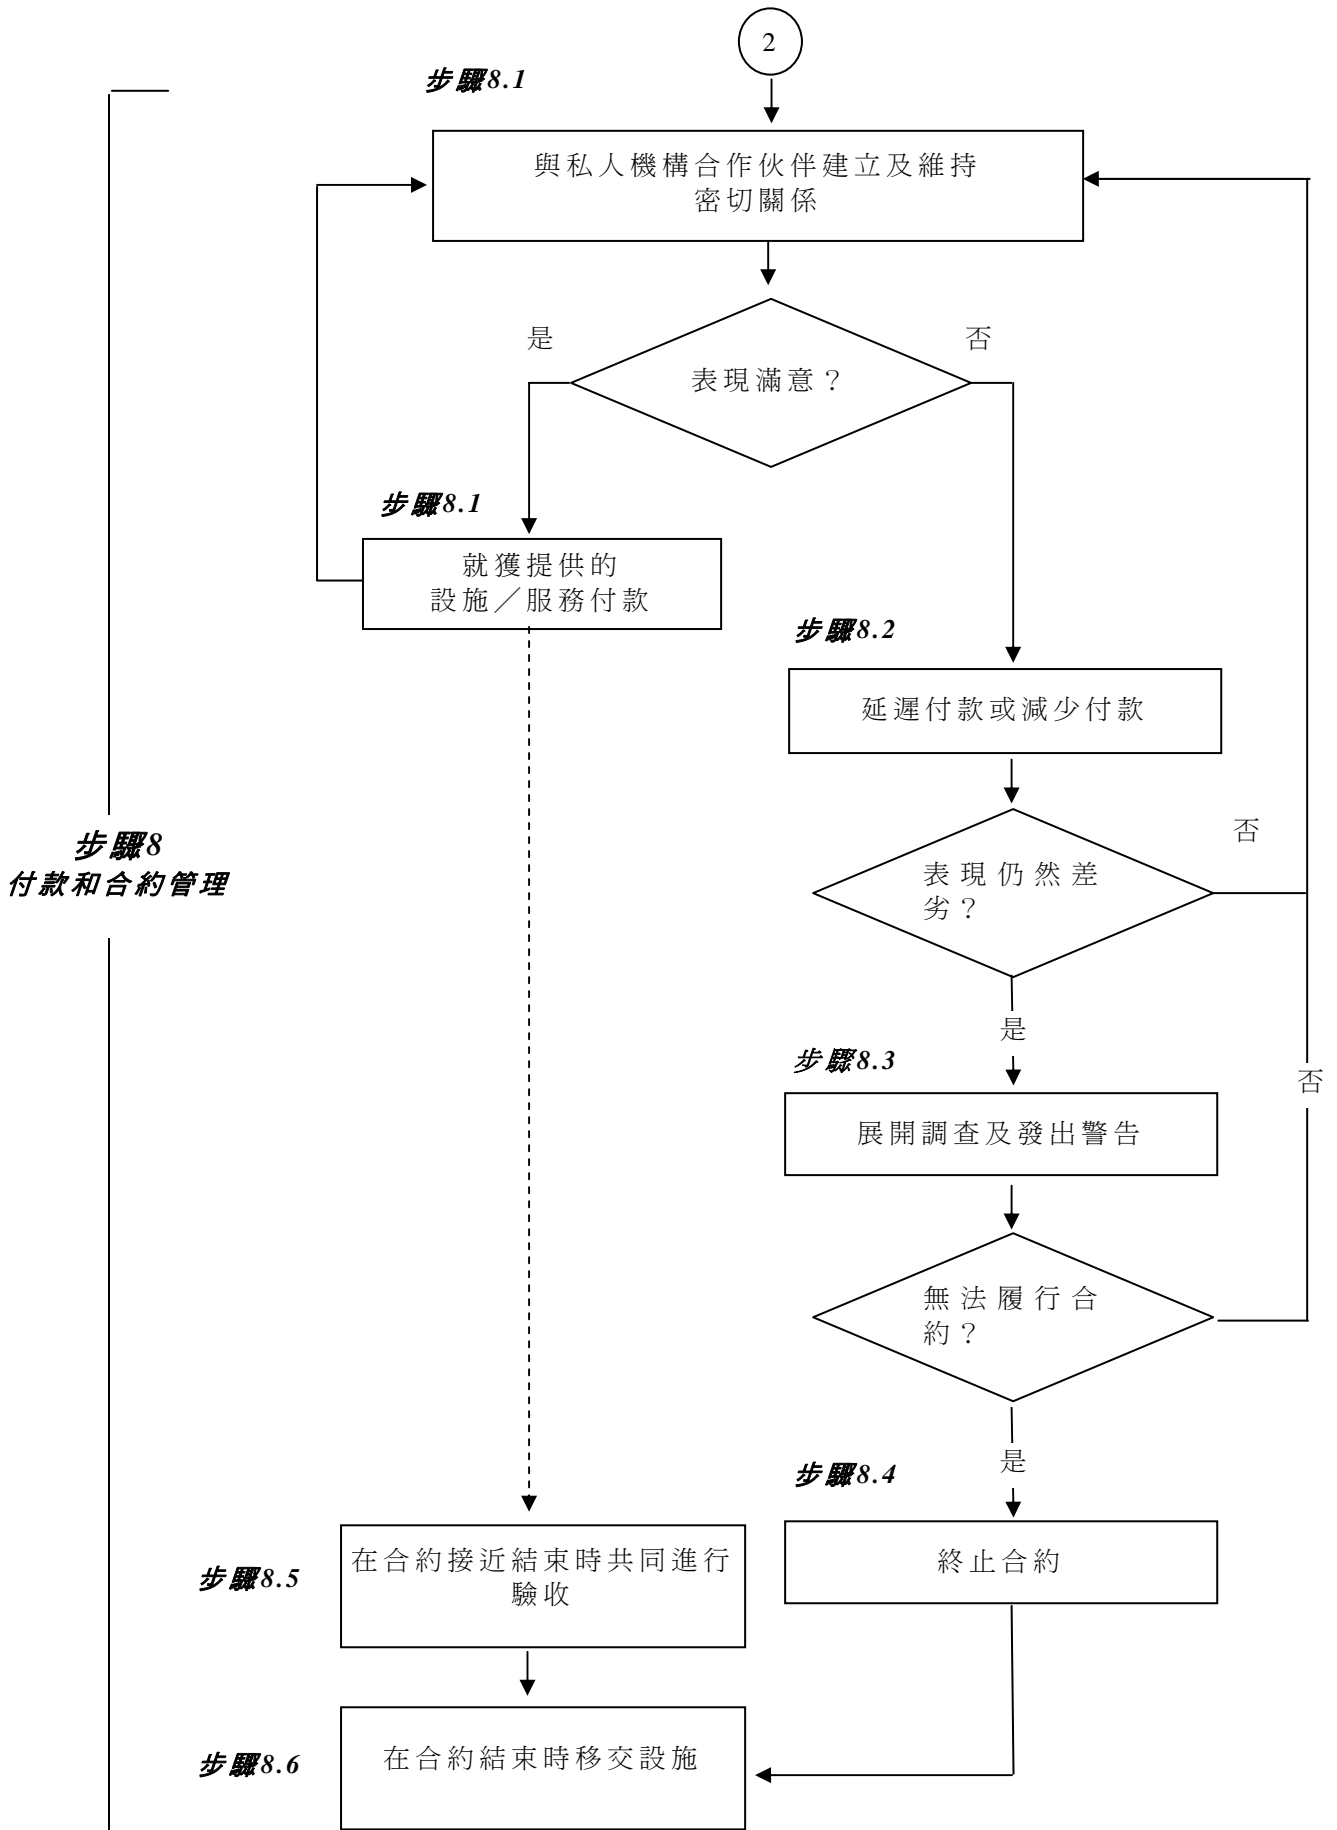 2
步驟8.1
與私人機構合作伙伴建立及維持
密切關係
是
否
表現滿意？
步驟8.1
就獲提供的
設施／服務付款
步驟8.2
延遲付款或減少付款
步驟8
付款和合約管理
表現仍然差
劣？
否
是
步驟8.3
否
展開調查及發出警告
無法履行合
約？
是
步驟8.4
終止合約
步驟8.5
在合約接近結束時共同進行
驗收
步驟8.6
在合約結束時移交設施